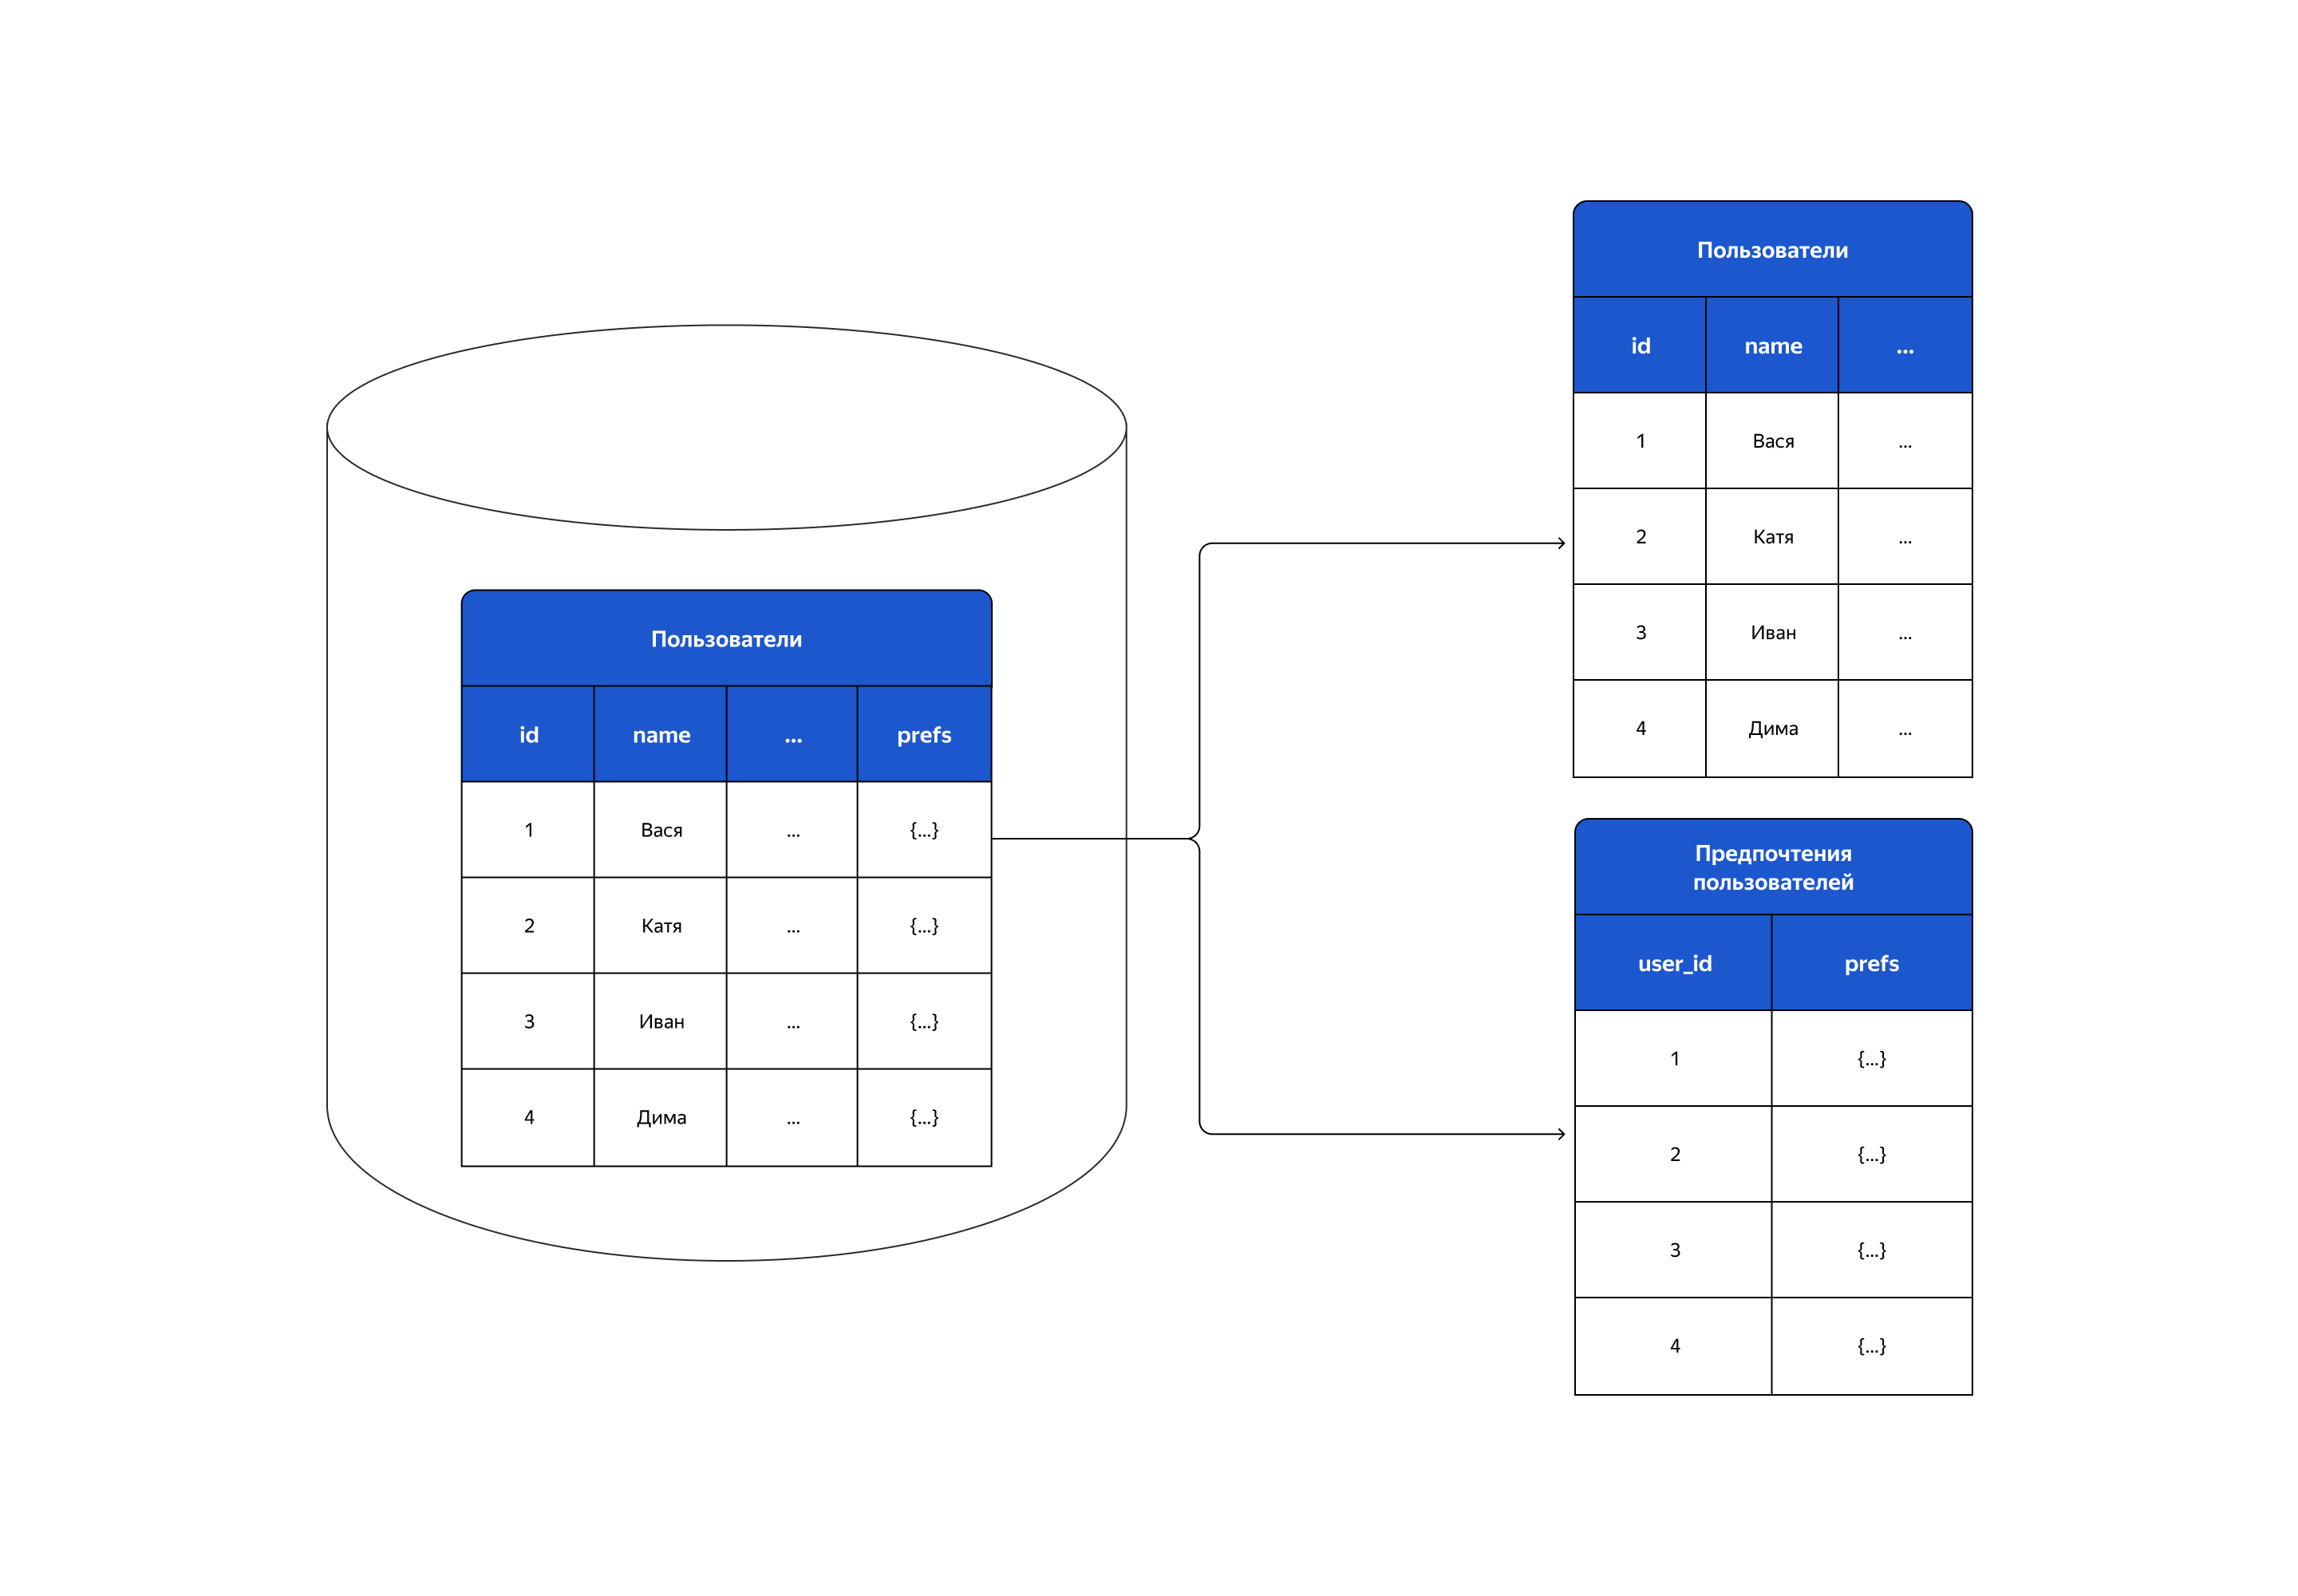 Пользователи
id name ... prefs
1 Вася ... {...}
2 Катя ... {...}
3 Иван ... {...}
4 Дима ... {...}
Пользователи
id name ...
1 Вася ...
2 Катя ...
3 Иван ...
4 Дима ...
Предпочтения
пользователей
user_id prefs
1 {...}
2 {...}
3 {...}
4 {...}